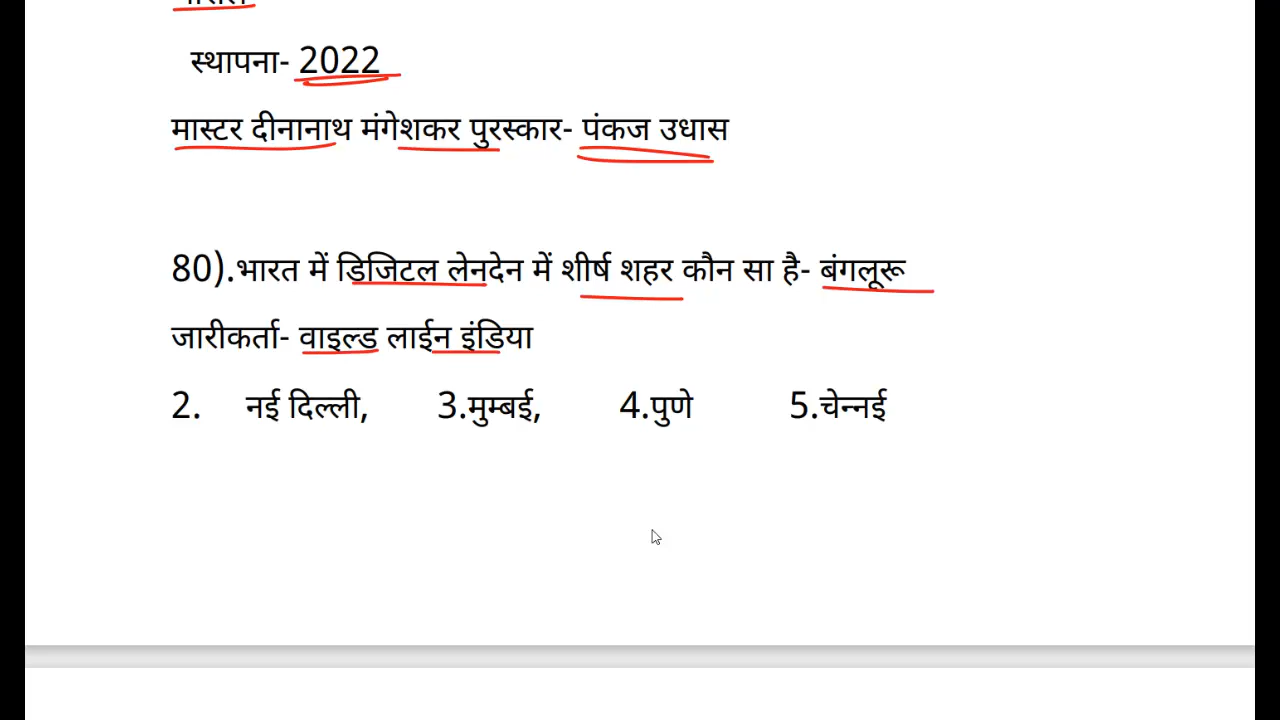 स्थापना- 2022
मास्टर दीनानाथ मंगेशकर पुरस्कार- पंकज उधास
80).भारत में डिजिटल लेनदेन में शीर्ष शहर कौन सा है- बंगलूरू
जारीकर्ता- वाइल्ड लाईन इंडिया
2. नई दिल्ली, 3.मुम्बई, 4.पुणे 5.चेन्नई